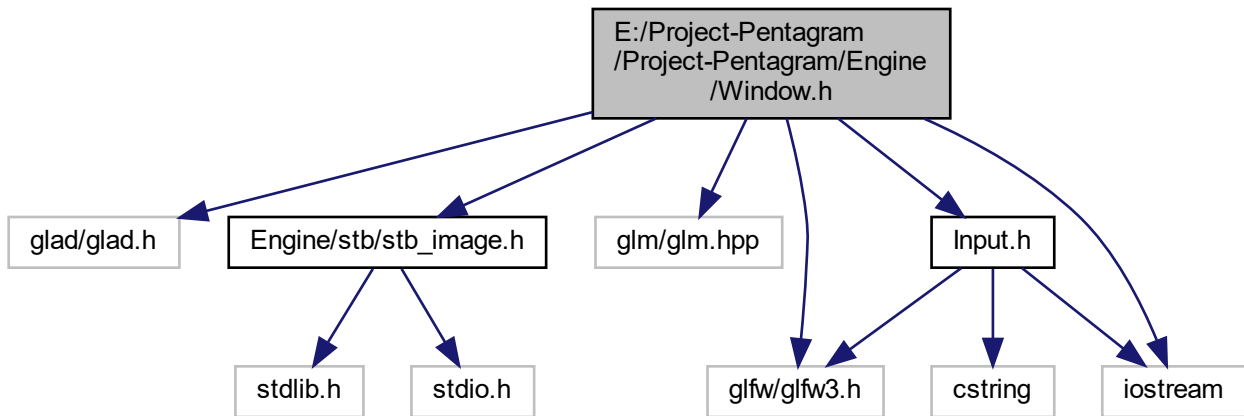 E:/Project-Pentagram
/Project-Pentagram/Engine
/Window.h
glad/glad.h
Engine/stb/stb_image.h
glm/glm.hpp
Input.h
stdlib.h
stdio.h
glfw/glfw3.h
cstring
iostream